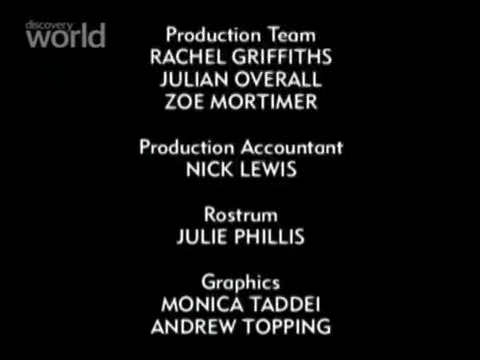 discovery
world
Production Team
RACHEL GRIFFITHS
JULIAN OVERALL
ZOE MORTIMER
Production Accountant
NICK LEWIS
Rostrum
JULIE PHILLIS
Graphics
MONICA TADDEI
ANDREW TOPPING